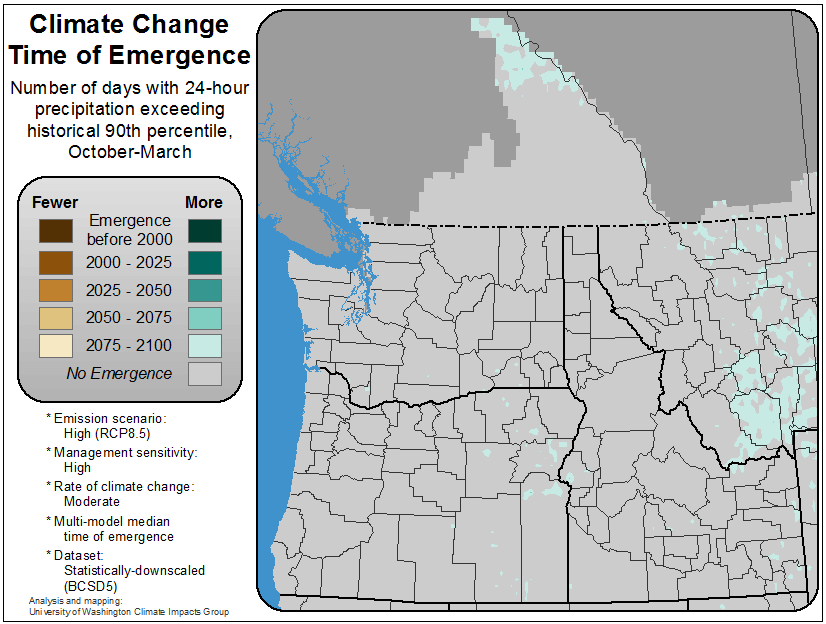 Climate Change
Time of Emergence
Number of days with 24-hour
precipitation exceeding
historical 90th percentile,
October-March
Fewer More
Emergence
before 2000
2000 - 2025
2025 - 2050
2050 - 2075
2075 - 2100
No Emergence
* Emission scenario:
High (RCP8.5)
* Management sensitivity:
High
* Rate of climate change:
Moderate
* Multi-model median
time of emergence
* Dataset:
Statistically-downscaled
(BCSD5)
Analysis and mapping:
University of Washington Climate Impacts Group